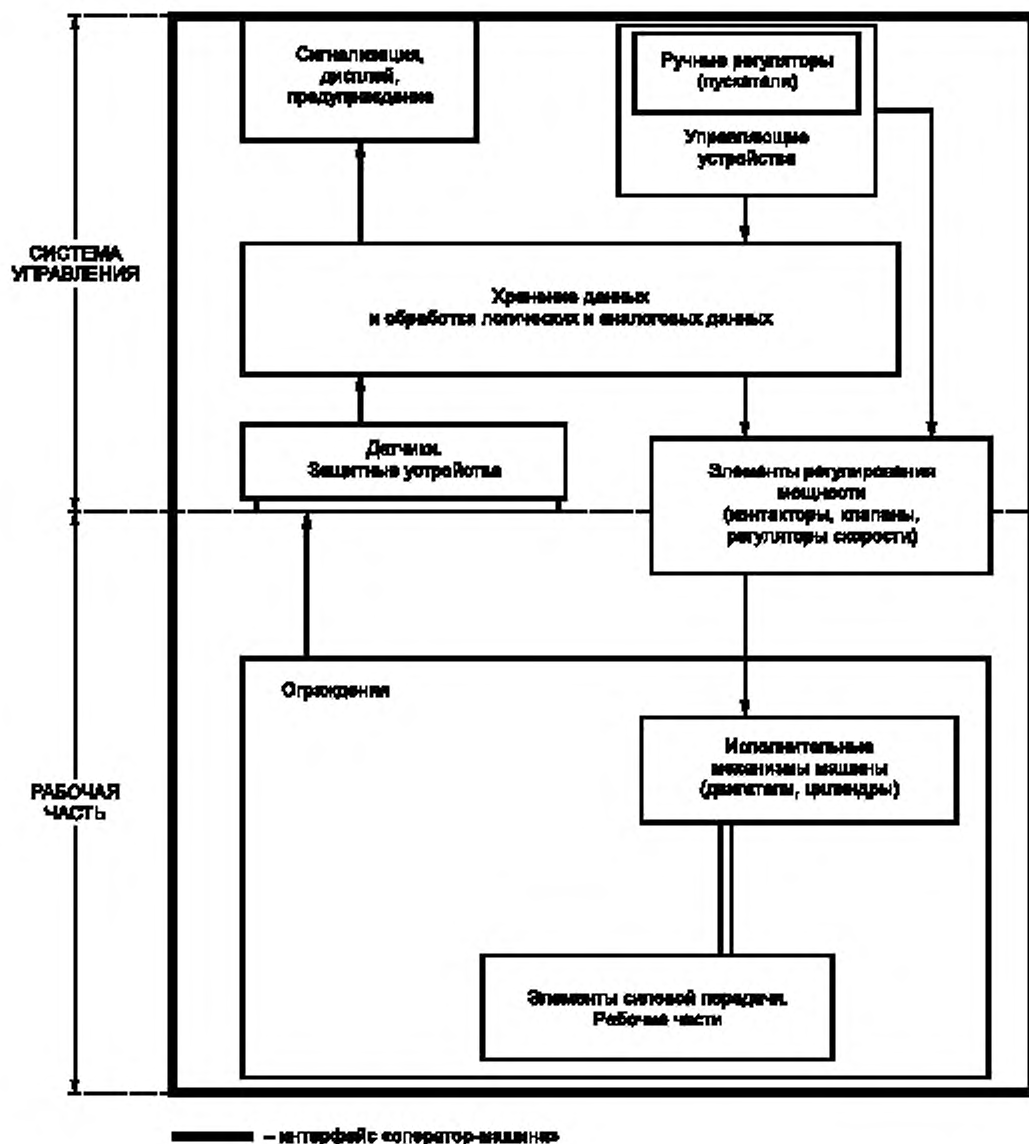 Сигнализация,
дисплей,
предупреждение
Ручные регуляторы
(пускатели)
Управляющие
устройства
СИСТЕМА
УПРАВЛЕНИЯ
Хранение данных
и обработка логических и аналоговых данных
Датчики.
Защитные устройства
Элементы регулирования
мощности
(контакторы, клапаны,
регуляторы скорости)
Ограждения
Исполнительные
механизмы машины
(двигатели, цилиндры)
РАБОЧАЯ
ЧАСТЬ
Элементы силовой передачи.
Рабочие части
– интерфейс «оператор-машина»